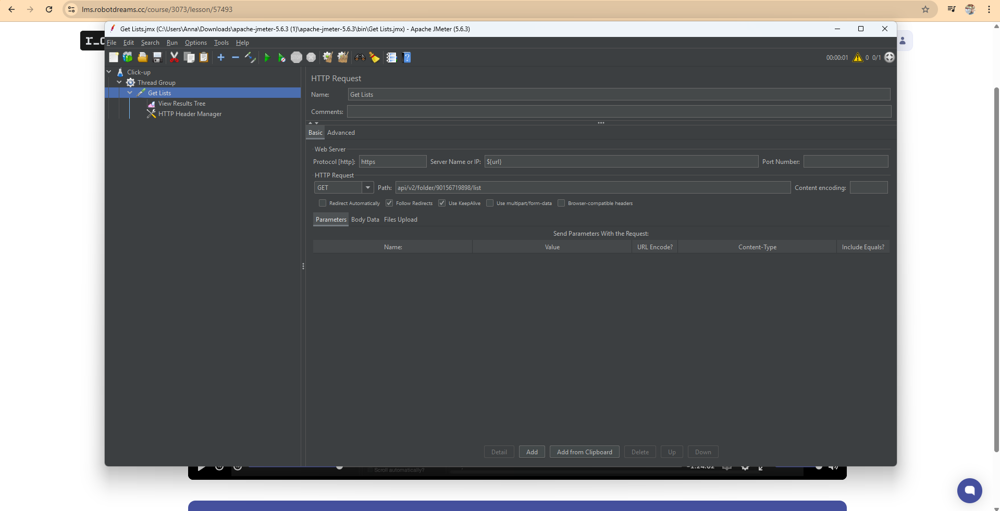 lms.robotdreams.cc/course/3073/lesson/57493
Get Lists.jmx (C:\Users\Anna\Downloads\apache-jmeter-5.6.3 (1)\apache-jmeter-5.6.3\bin\Get Lists.jmx) - Apache JMeter (5.6.3)
File Edit Search Run Options Tools Help
00:00:01 0 0/1
Click-up
Thread Group
Get Lists
View Results Tree
HTTP Header Manager
HTTP Request
Name: Get Lists
Comments:
Basic Advanced
Web Server
Protocol [http]: https Server Name or IP: ${url} Port Number:
HTTP Request
GET Path: api/v2/folder/90156719898/list Content encoding:
Redirect Automatically Follow Redirects Use KeepAlive Use multipart/form-data Browser-compatible headers
Parameters Body Data Files Upload
Send Parameters With the Request:
Name: Value URL Encode? Content-Type Include Equals?
Detail Add Add from Clipboard Delete Up Down
Scroll automatically?